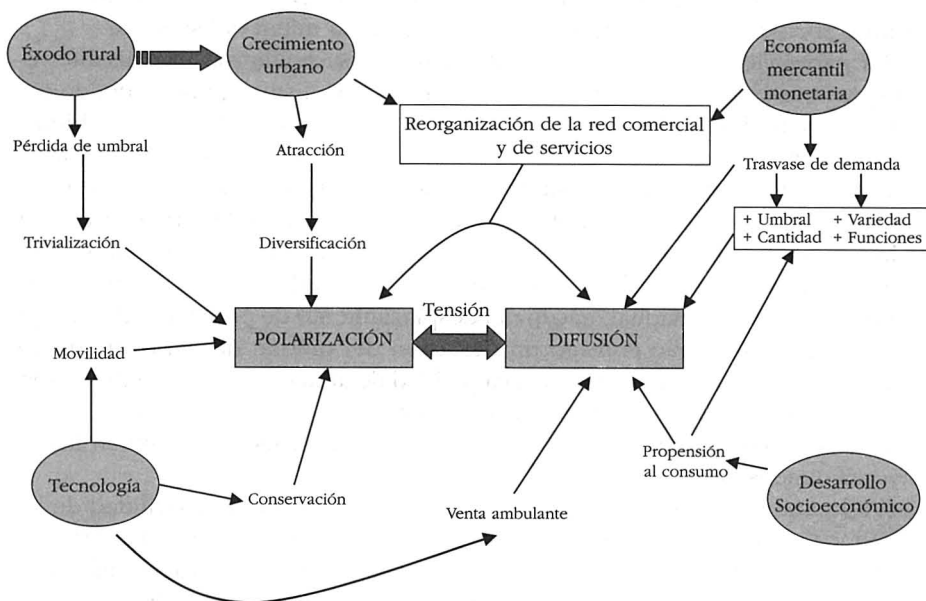 Éxodo rural
Crecimiento
urbano
Economía
mercantil
monetaria
Reorganización de la red comercial
y de servicios
Pérdida de umbral
Atracción
Trasvase de demanda
+ Umbral + Variedad
+ Cantidad + Funciones
Trivialización
Diversificación
Tensión
POLARIZACIÓN
DIFUSIÓN
Movilidad
Propensión
al consumo
Tecnología
Conservación
Venta ambulante
Desarrollo
Socioeconómico